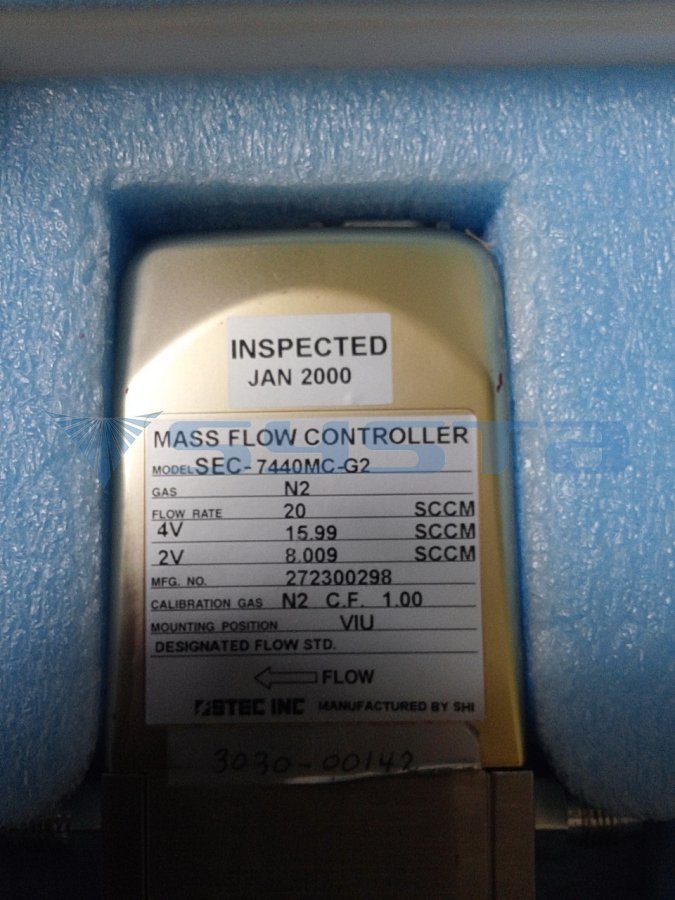 INSPECTED
JAN 2000
SYSTA
MASS FLOW CONTROLLER
MODEL SEC-7440MC-G2
GAS N2
FLOW RATE 20 SCCM
4V 15.99 SCCM
2V 8.009 SCCM
MFG. NO. 272300298
CALIBRATION GAS N2 C.F. 1.00
MOUNTING POSITION VIU
DESIGNATED FLOW STD.
FLOW
STEC INC MANUFACTURED BY SHI
3030-00142